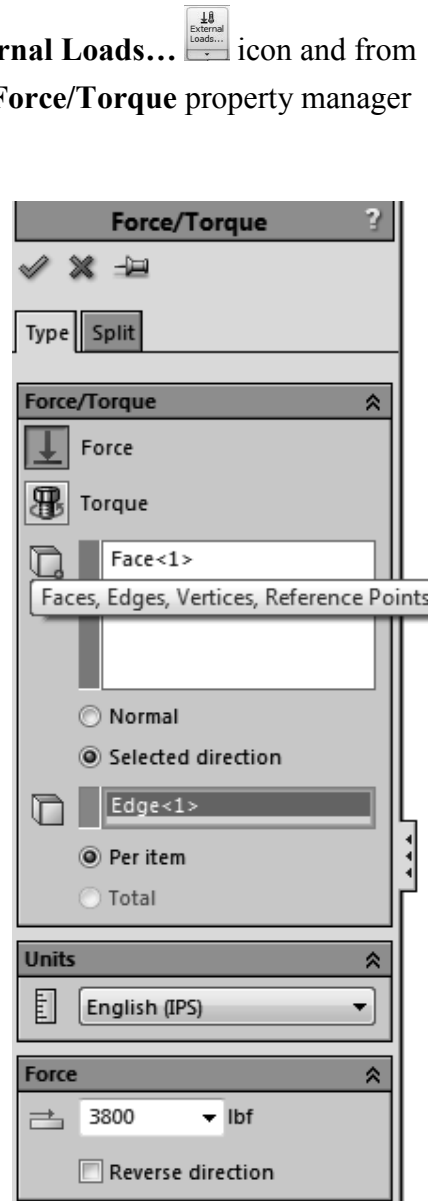 External
Loads...
rnal Loads... icon and from
Force/Torque property manager
Force/Torque ?
Type Split
Force/Torque
Force
Torque
Face<1>
Faces, Edges, Vertices, Reference Points
Normal
Selected direction
Edge<1>
Per item
Total
Units
English (IPS)
Force
3800 lbf
Reverse direction